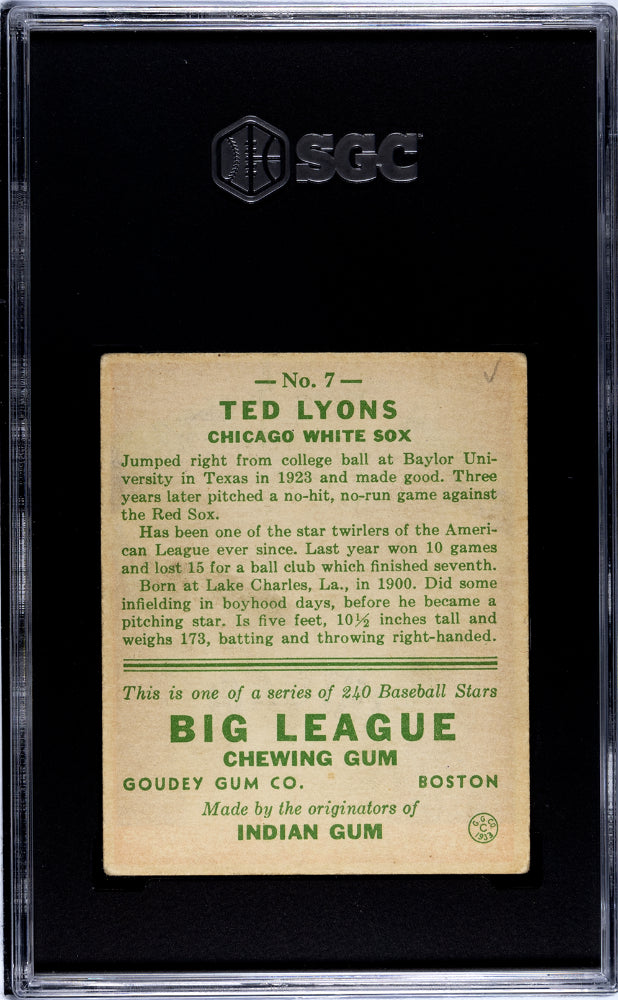 SGC
— No. 7 —
TED LYONS
CHICAGO WHITE SOX
Jumped right from college ball at Baylor Uni-
versity in Texas in 1923 and made good. Three
years later pitched a no-hit, no-run game against
the Red Sox.
Has been one of the star twirlers of the Ameri-
can League ever since. Last year won 10 games
and lost 15 for a ball club which finished seventh.
Born at Lake Charles, La., in 1900. Did some
infielding in boyhood days, before he became a
pitching star. Is five feet, 10½ inches tall and
weighs 173, batting and throwing right-handed.
This is one of a series of 240 Baseball Stars
BIG LEAGUE
CHEWING GUM
GOUDEY GUM CO. BOSTON
Made by the originators of
INDIAN GUM
G.G.CO.
C
1933